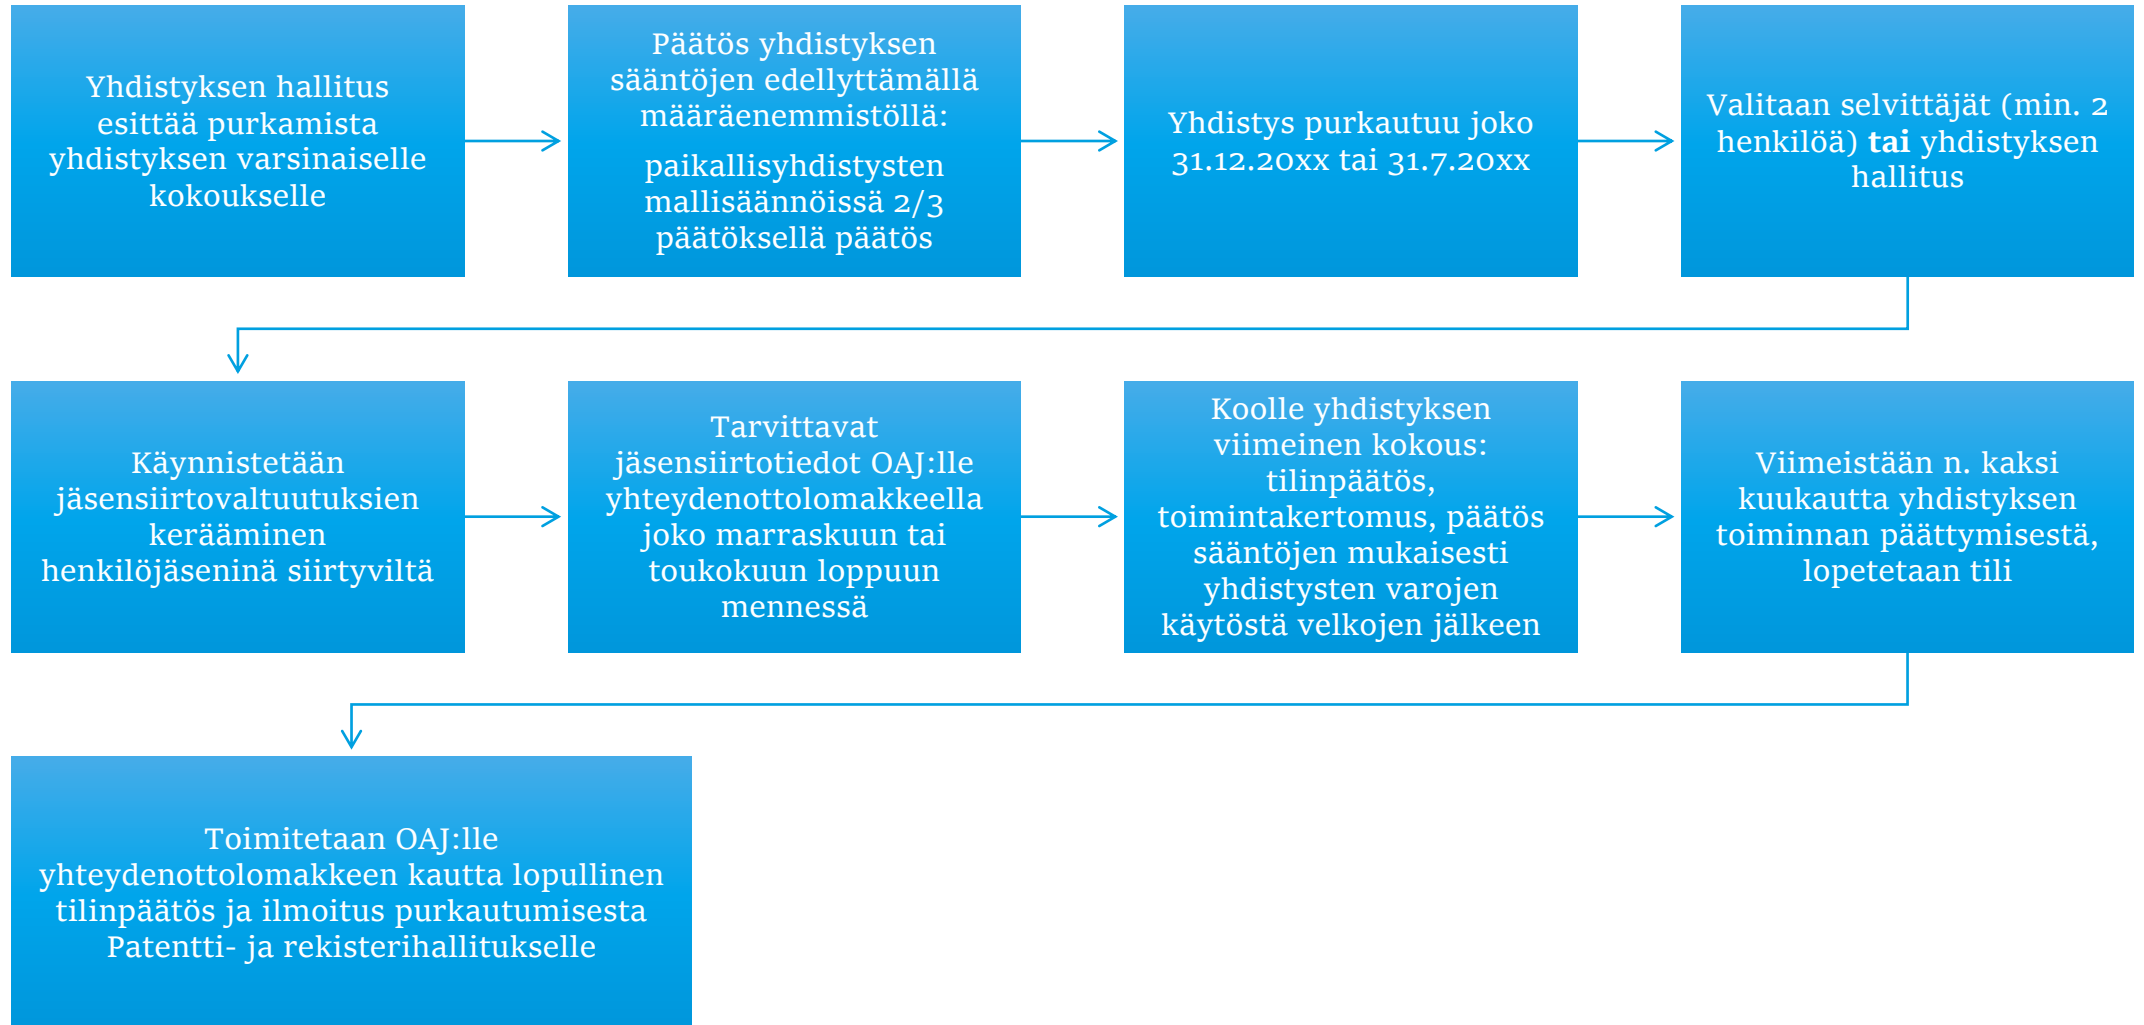 Yhdistyksen hallitus
esittää purkamista
yhdistyksen varsinaiselle
kokoukselle
Päätös yhdistyksen
sääntöjen edellyttämällä
määräenemmistöllä:
paikallisyhdistysten
mallisäännöissä 2/3
päätöksellä päätös
Yhdistys purkautuu joko
31.12.20xx tai 31.7.20xx
Valitaan selvittäjät (min. 2
henkilöä) tai yhdistyksen
hallitus
Käynnistetään
jäsensiirtovaltuutuksien
kerääminen
henkilöjäseninä siirtyviltä
Tarvittavat
jäsensiirtotiedot OAJ:lle
yhteydenottolomakkeella
joko marraskuun tai
toukokuun loppuun
mennessä
Koolle yhdistyksen
viimeinen kokous:
tilinpäätös,
toimintakertomus, päätös
sääntöjen mukaisesti
yhdistysten varojen
käytöstä velkojen jälkeen
Viimeistään n. kaksi
kuukautta yhdistyksen
toiminnan päättymisestä,
lopetetaan tili
Toimitetaan OAJ:lle
yhteydenottolomakkeen kautta lopullinen
tilinpäätös ja ilmoitus purkautumisesta
Patentti- ja rekisterihallitukselle